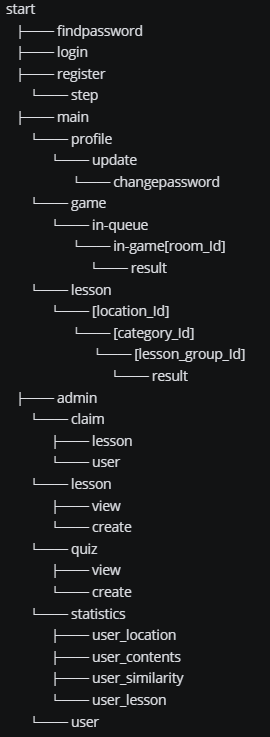 start
├── findpassword
├── login
├── register
└── step
├── main
└── profile
└── update
└── changepassword
└── game
└── in-queue
└── in-game[room_Id]
└── result
└── lesson
└── [location_Id]
└── [category_Id]
└── [lesson_group_Id]
└── result
├── admin
└── claim
├── lesson
└── user
└── lesson
├── view
└── create
└── quiz
├── view
└── create
└── statistics
├── user_location
├── user_contents
├── user_similarity
└── user_lesson
└── user